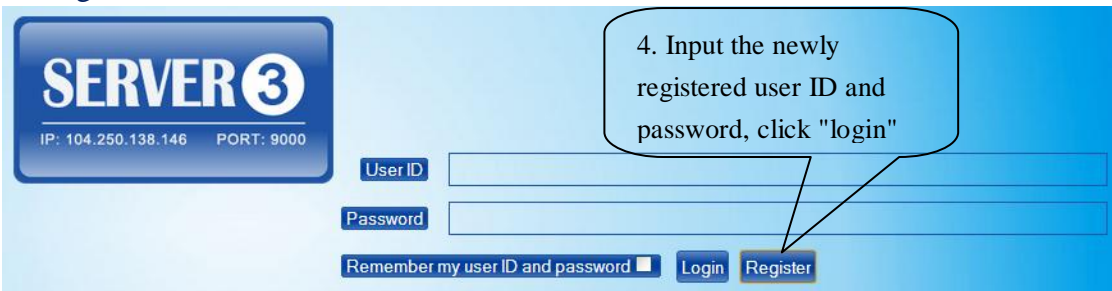 SERVER 3
IP: 104.250.138.146 PORT: 9000
4. Input the newly
registered user ID and
password, click "login"
User ID
Password
Remember my user ID and password Login Register